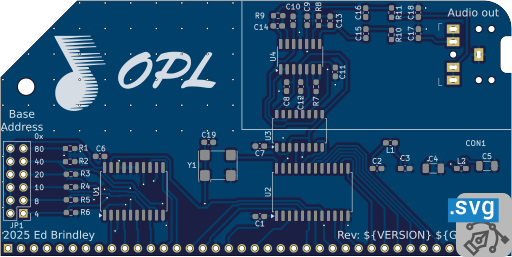 C10
C9
R8
R9
C14
C13
C16
R11
C18
Audio out
C15
R10
C17
U4
C11
C8
C12
R7
OPL
Base
Address
0x
80
40
20
10
8
4
JP1
R1
R2
R3
R4
R5
R6
C6
U1
C19
Y1
C7
U3
U2
C1
L1
C2
C3
C4
L2
C5
CON1
.svg
2025 Ed Brindley
Rev: ${VERSION} ${G